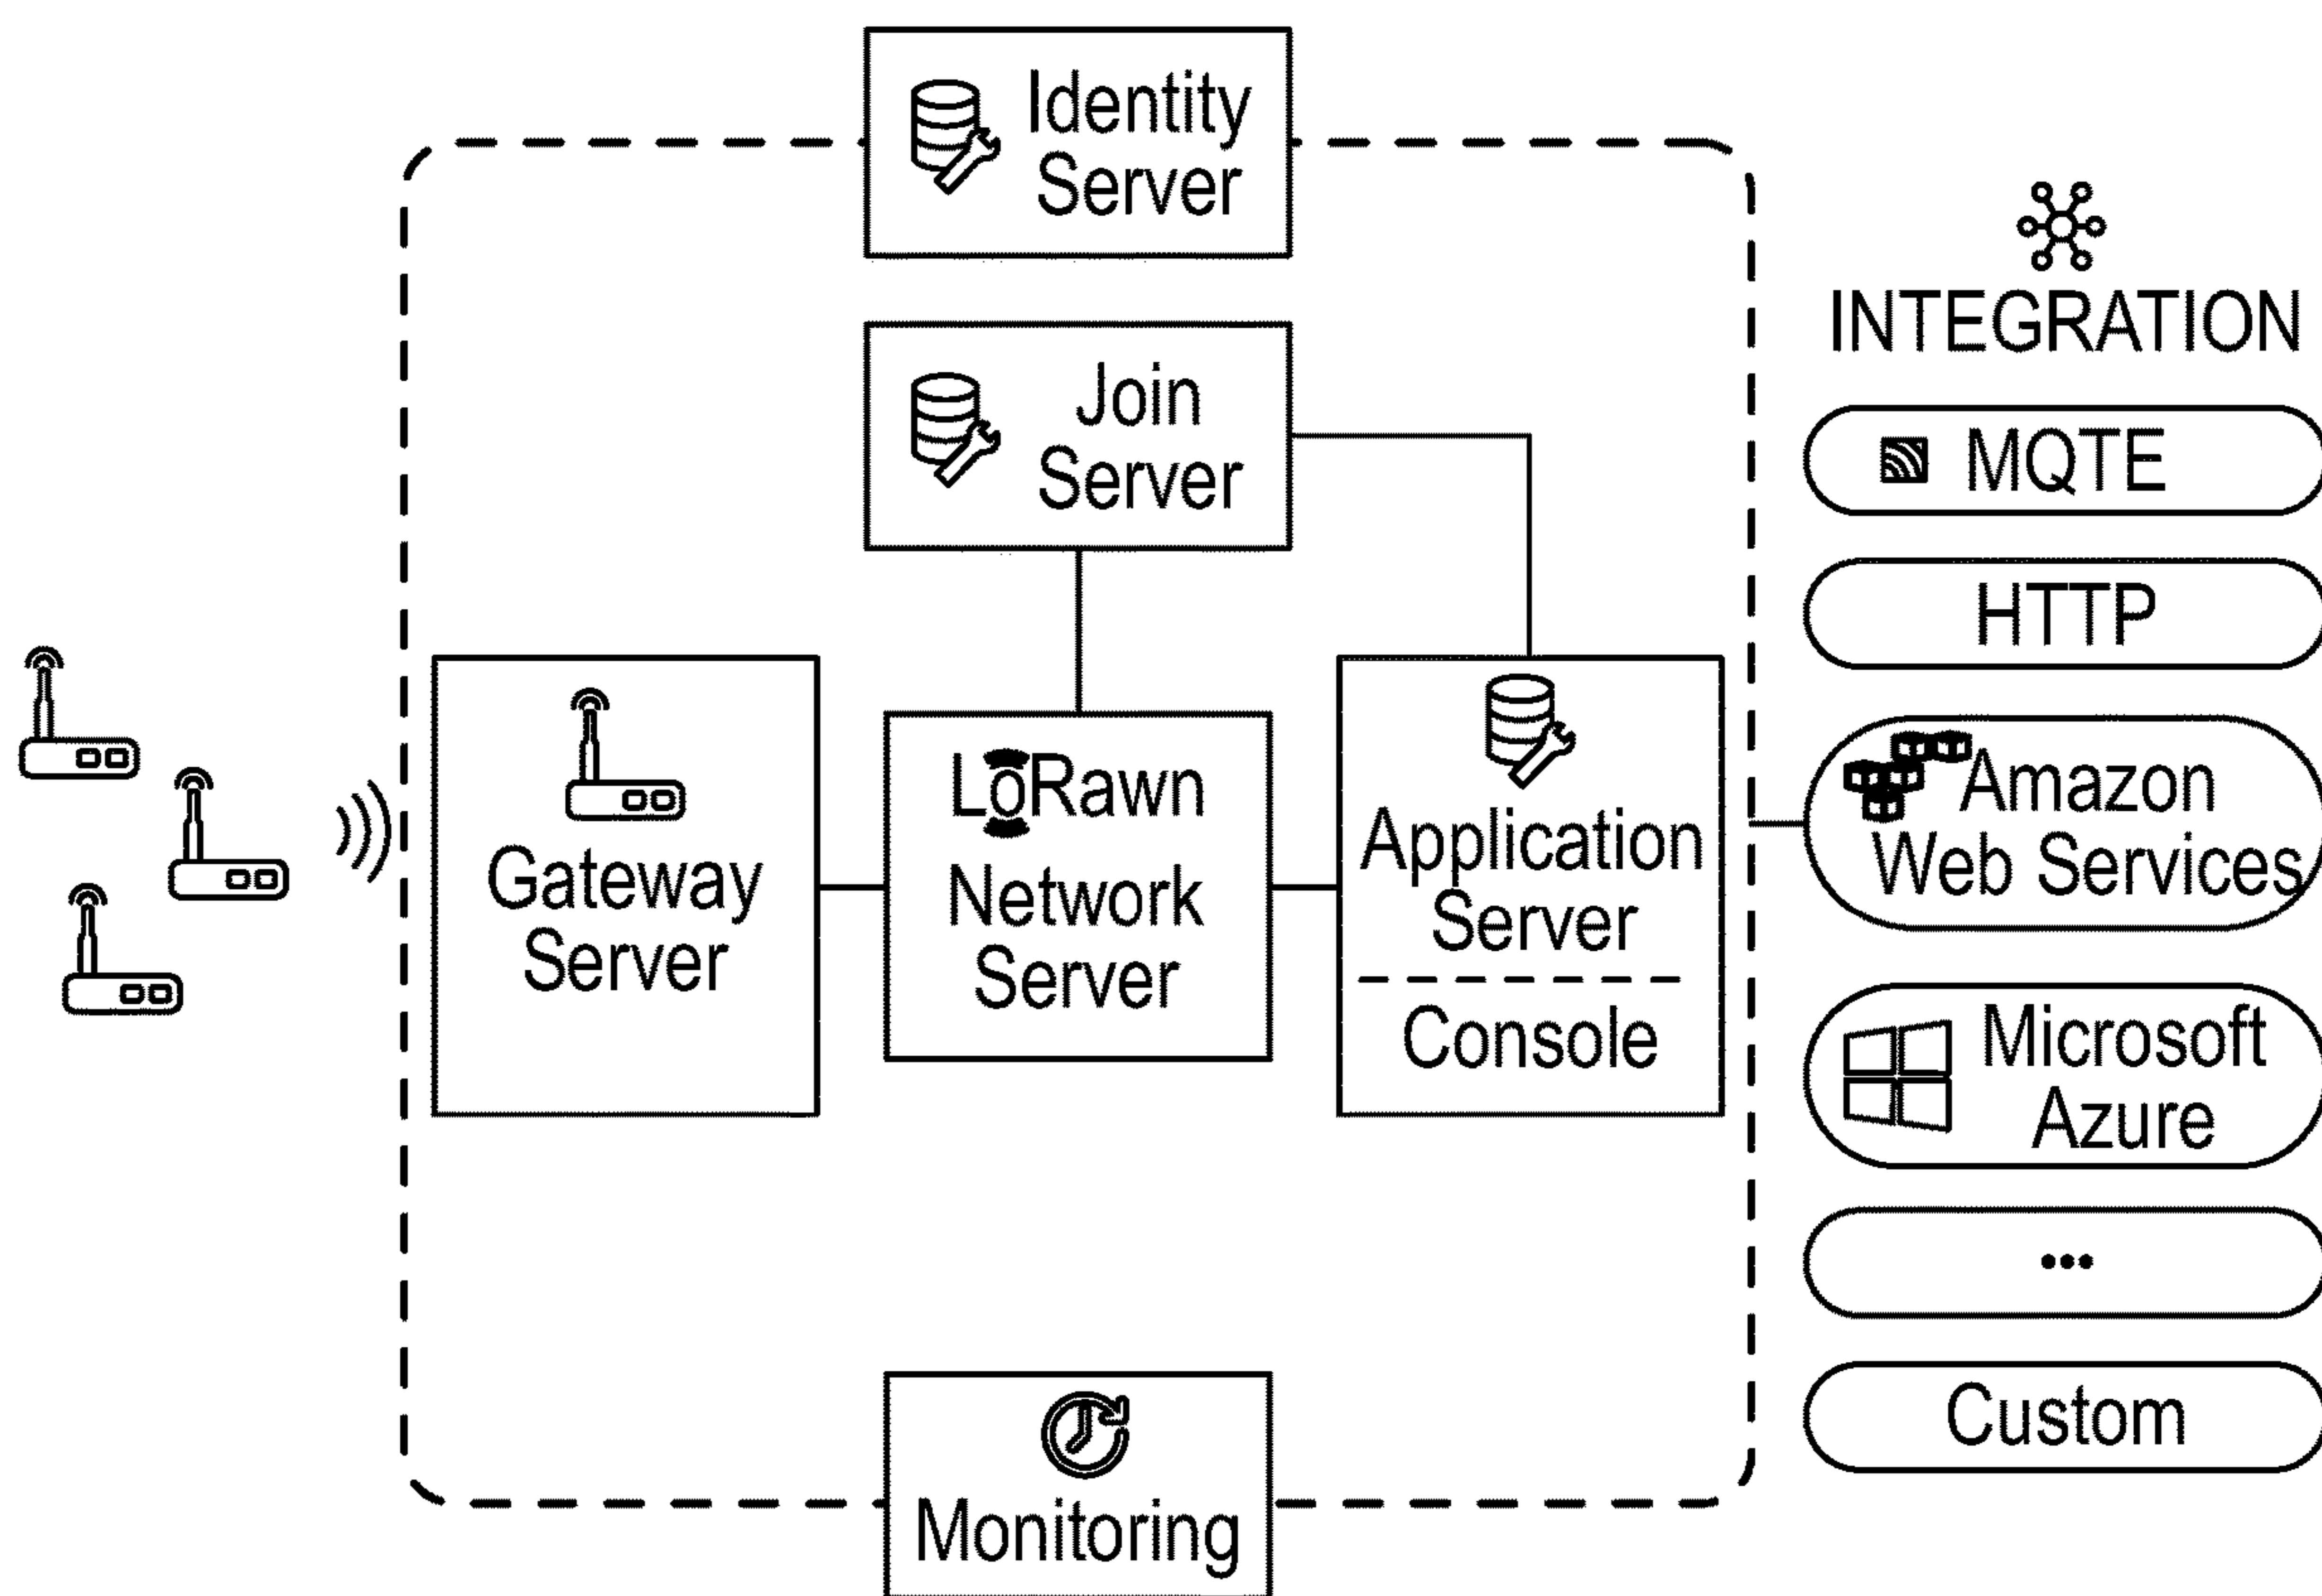 Identity
Server
INTEGRATION
Join
Server
MQTE
HTTP
Gateway
Server
LoRawn
Network
Server
Application
Server
Console
Amazon
Web Services
Microsoft
Azure
...
Custom
Monitoring